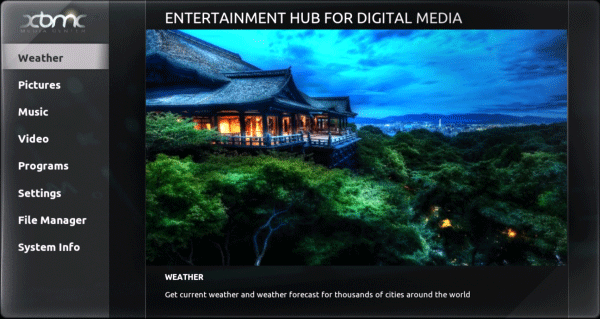 xbmc
MEDIA CENTER
ENTERTAINMENT HUB FOR DIGITAL MEDIA
Weather
Pictures
Music
Video
Programs
Settings
File Manager
System Info
WEATHER
Get current weather and weather forecast for thousands of cities around the world